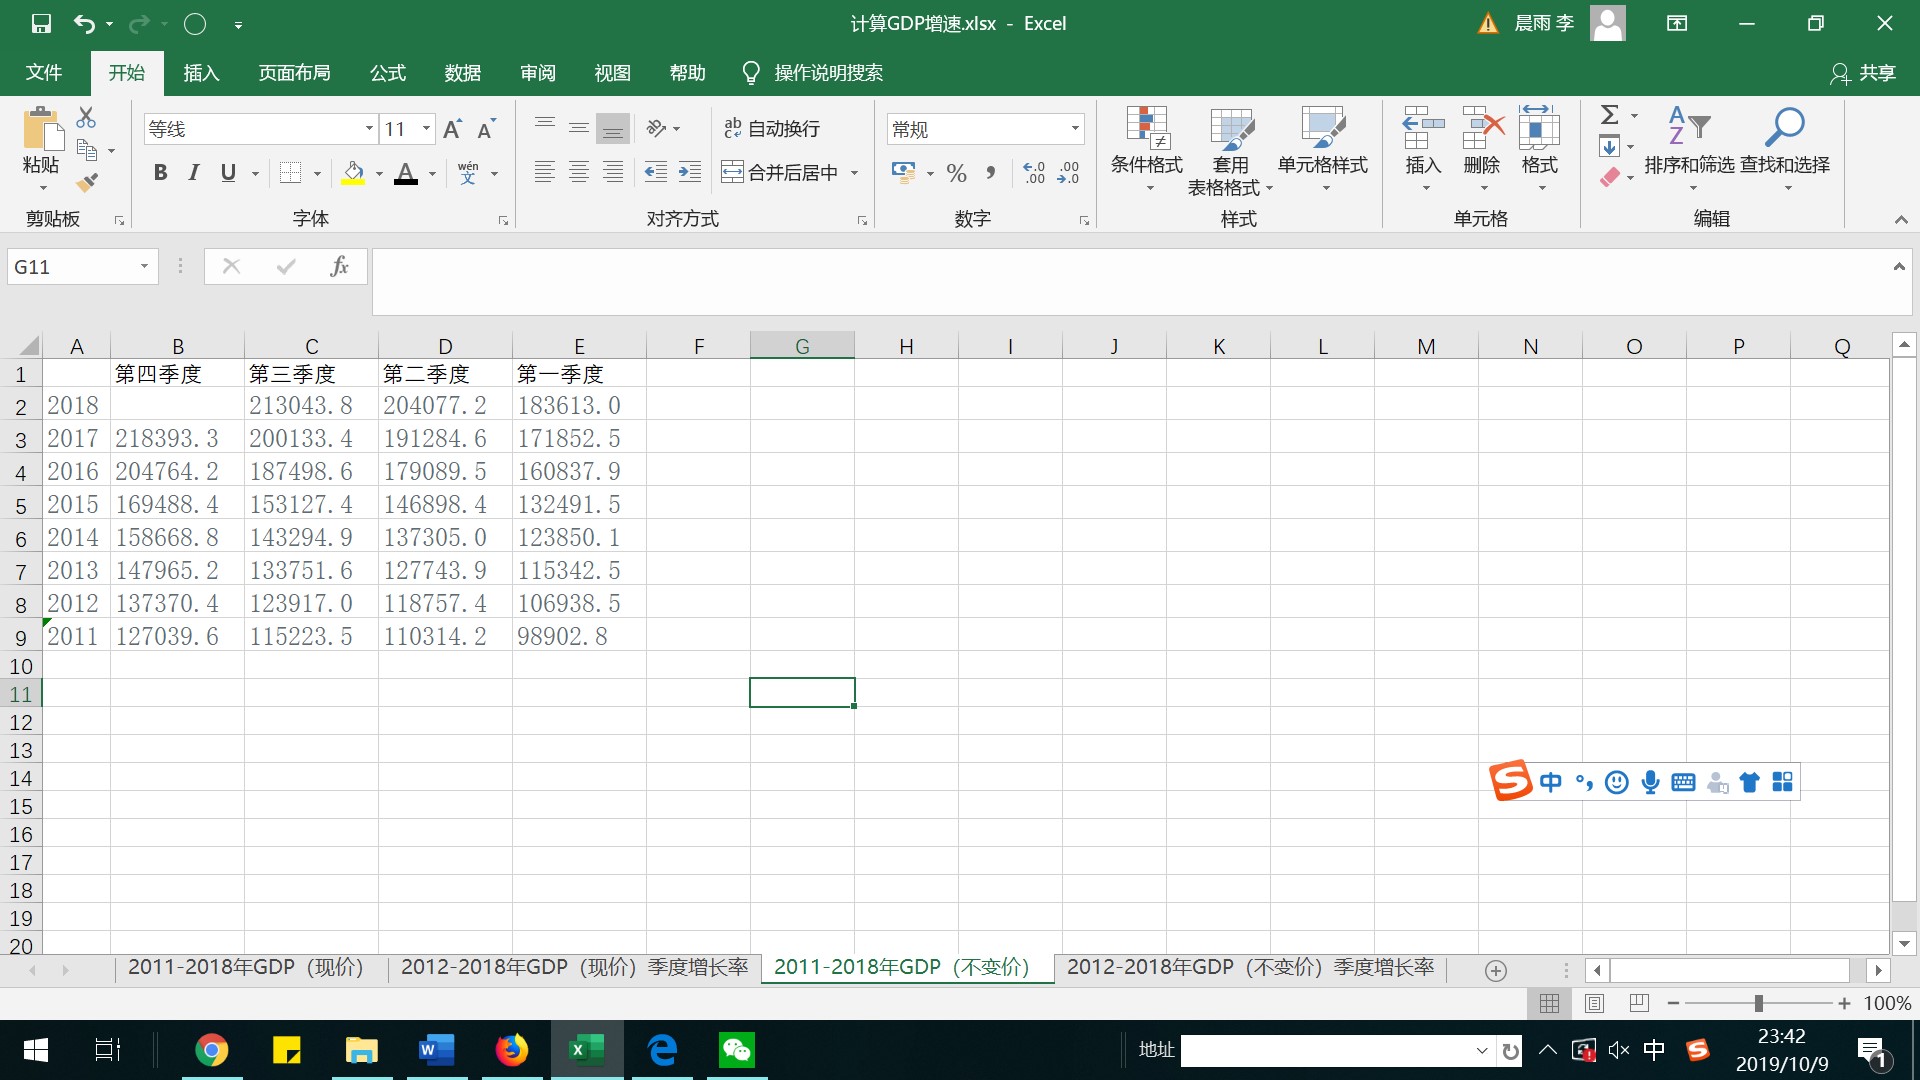 计算GDP增速.xlsx - Excel
晨雨 李
文件 开始 插入 页面布局 公式 数据 审阅 视图 帮助 操作说明搜索 共享
粘贴
等线 11
B I U wén 文
ab 自动换行
合并后居中
常规
% , .00 .0
条件格式 套用 表格格式 单元格样式
插入 删除 格式
Σ
排序和筛选 查找和选择
剪贴板 字体 对齐方式 数字 样式 单元格 编辑
G11 fx
A B C D E F G H I J K L M N O P Q
1 第四季度 第三季度 第二季度 第一季度
2 2018 213043.8 204077.2 183613.0
3 2017 218393.3 200133.4 191284.6 171852.5
4 2016 204764.2 187498.6 179089.5 160837.9
5 2015 169488.4 153127.4 146898.4 132491.5
6 2014 158668.8 143294.9 137305.0 123850.1
7 2013 147965.2 133751.6 127743.9 115342.5
8 2012 137370.4 123917.0 118757.4 106938.5
9 2011 127039.6 115223.5 110314.2 98902.8
10
11
12
13
14
15
16
17
18
19
20
S 中
2011-2018年GDP（现价） 2012-2018年GDP（现价）季度增长率 2011-2018年GDP（不变价） 2012-2018年GDP（不变价）季度增长率
100%
地址
中
23:42
2019/10/9
1